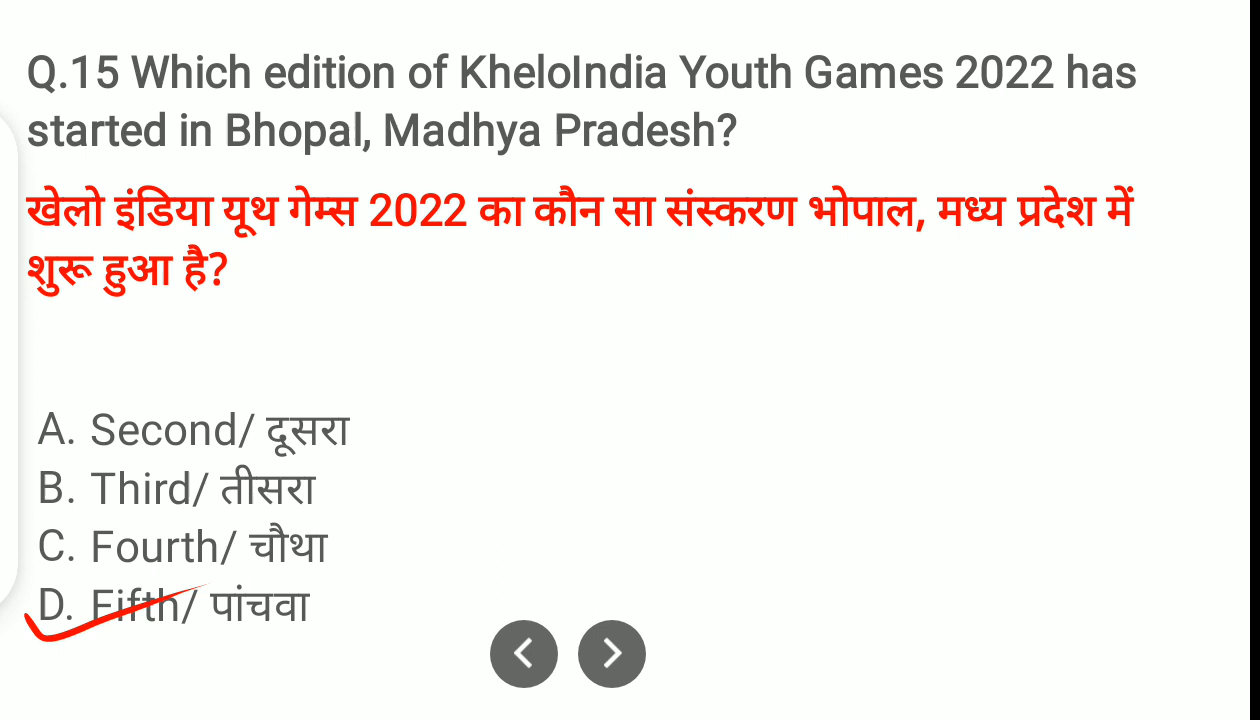 Q.15 Which edition of KheloIndia Youth Games 2022 has
started in Bhopal, Madhya Pradesh?
खेलो इंडिया यूथ गेम्स 2022 का कौन सा संस्करण भोपाल, मध्य प्रदेश में
शुरू हुआ है?
A. Second/ दूसरा
B. Third/ तीसरा
C. Fourth/ चौथा
D. Fifth/ पांचवा